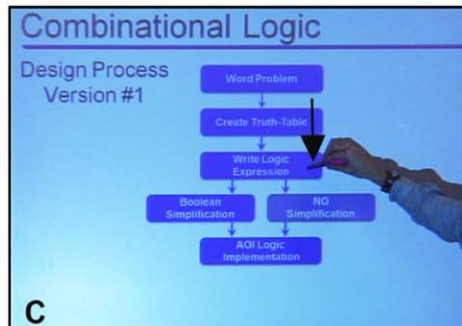 Combinational Logic
Design Process
Version #1
Word Problem
Create Truth-Table
Write Logic
Expression
Boolean
Simplification
NO
Simplification
AOI Logic
Implementation
C